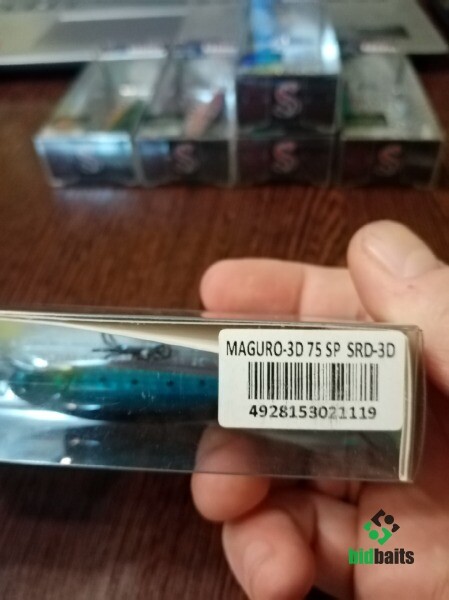 MAGURO-3D 75 SP SRD-3D
4928153021119
bidbaits